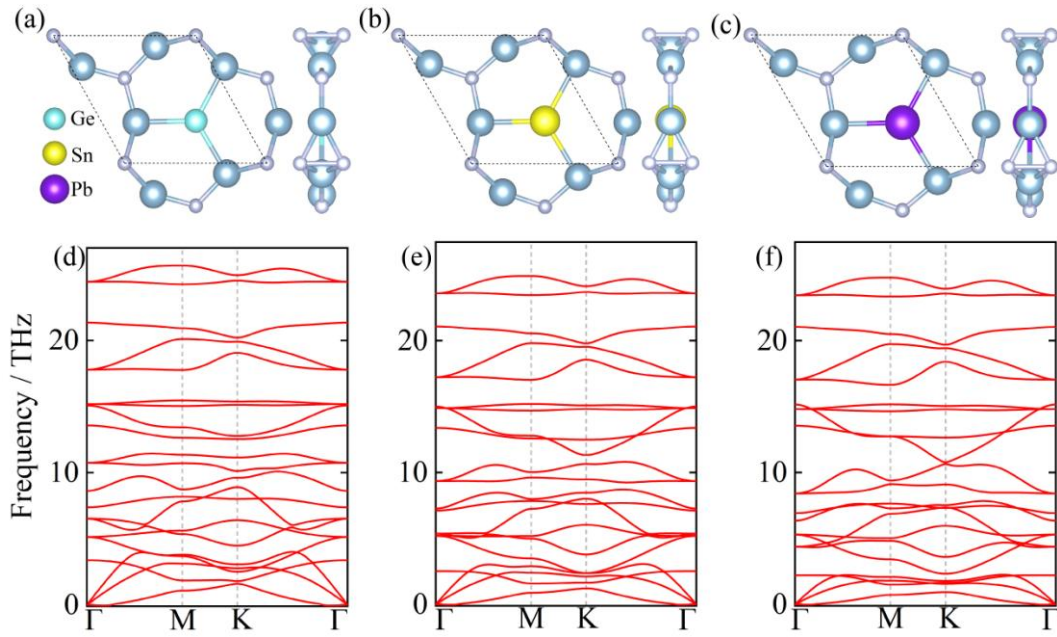 (a) (b) (c)
Ge
Sn
Pb
(d) (e) (f)
Frequency / THz
20 20 20
10 10 10
0 0 0
Γ M K Γ Γ M K Γ Γ M K Γ